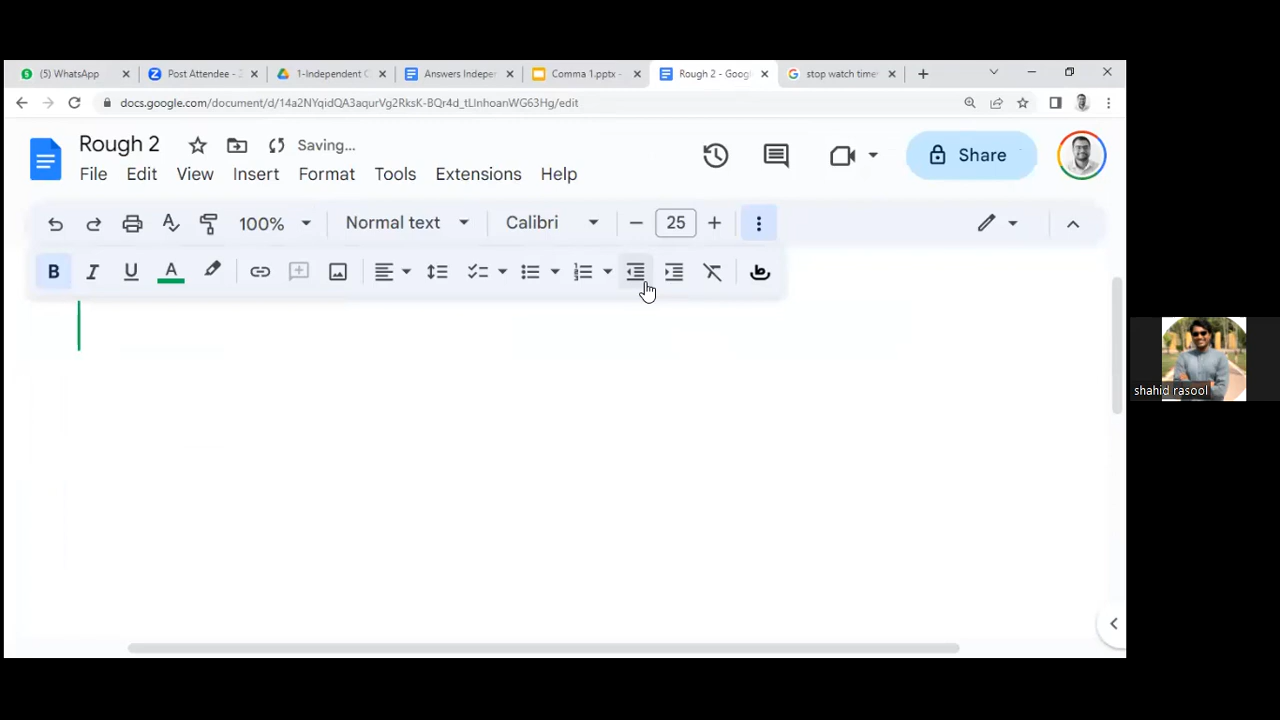 (5) WhatsApp
Post Attendee -
1-Independent C
Answers Indeper
Comma 1.pptx -
Rough 2 - Goog
stop watch time
docs.google.com/document/d/14a2NYqidQA3aqurVg2RksK-BQr4d_tLlnhoanWG63Hg/edit
Rough 2
Saving...
Share
File Edit View Insert Format Tools Extensions Help
100% Normal text Calibri 25
B I U A
shahid rasool